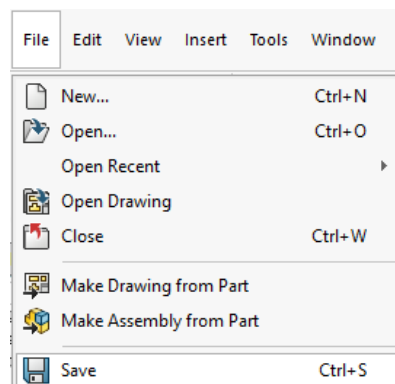 File Edit View Insert Tools Window
New... Ctrl+N
Open... Ctrl+O
Open Recent
Open Drawing
Close Ctrl+W
Make Drawing from Part
Make Assembly from Part
Save Ctrl+S